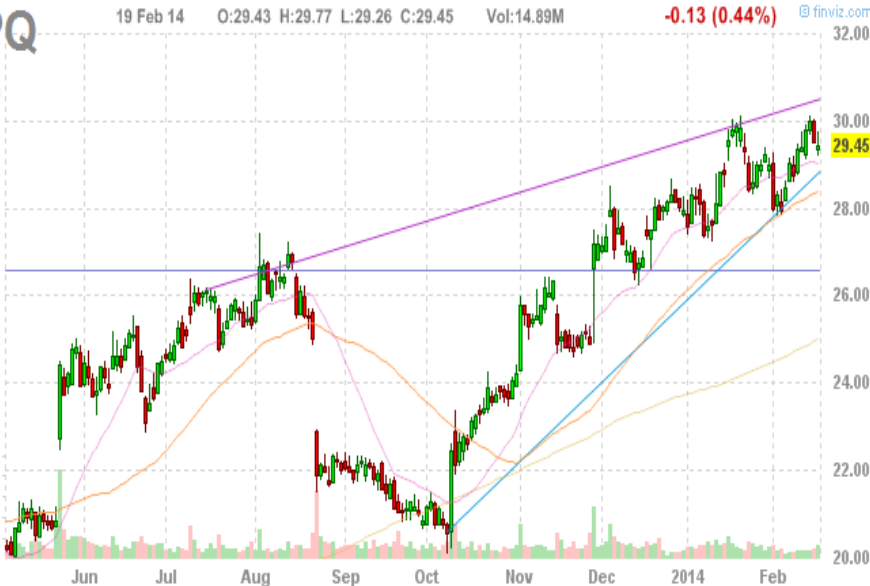 PQ
19 Feb 14 O:29.43 H:29.77 L:29.26 C:29.45 Vol:14.89M -0.13 (0.44%) © finviz.com
32.00
30.00
29.45
28.00
26.00
24.00
22.00
20.00
Jun Jul Aug Sep Oct Nov Dec 2014 Feb